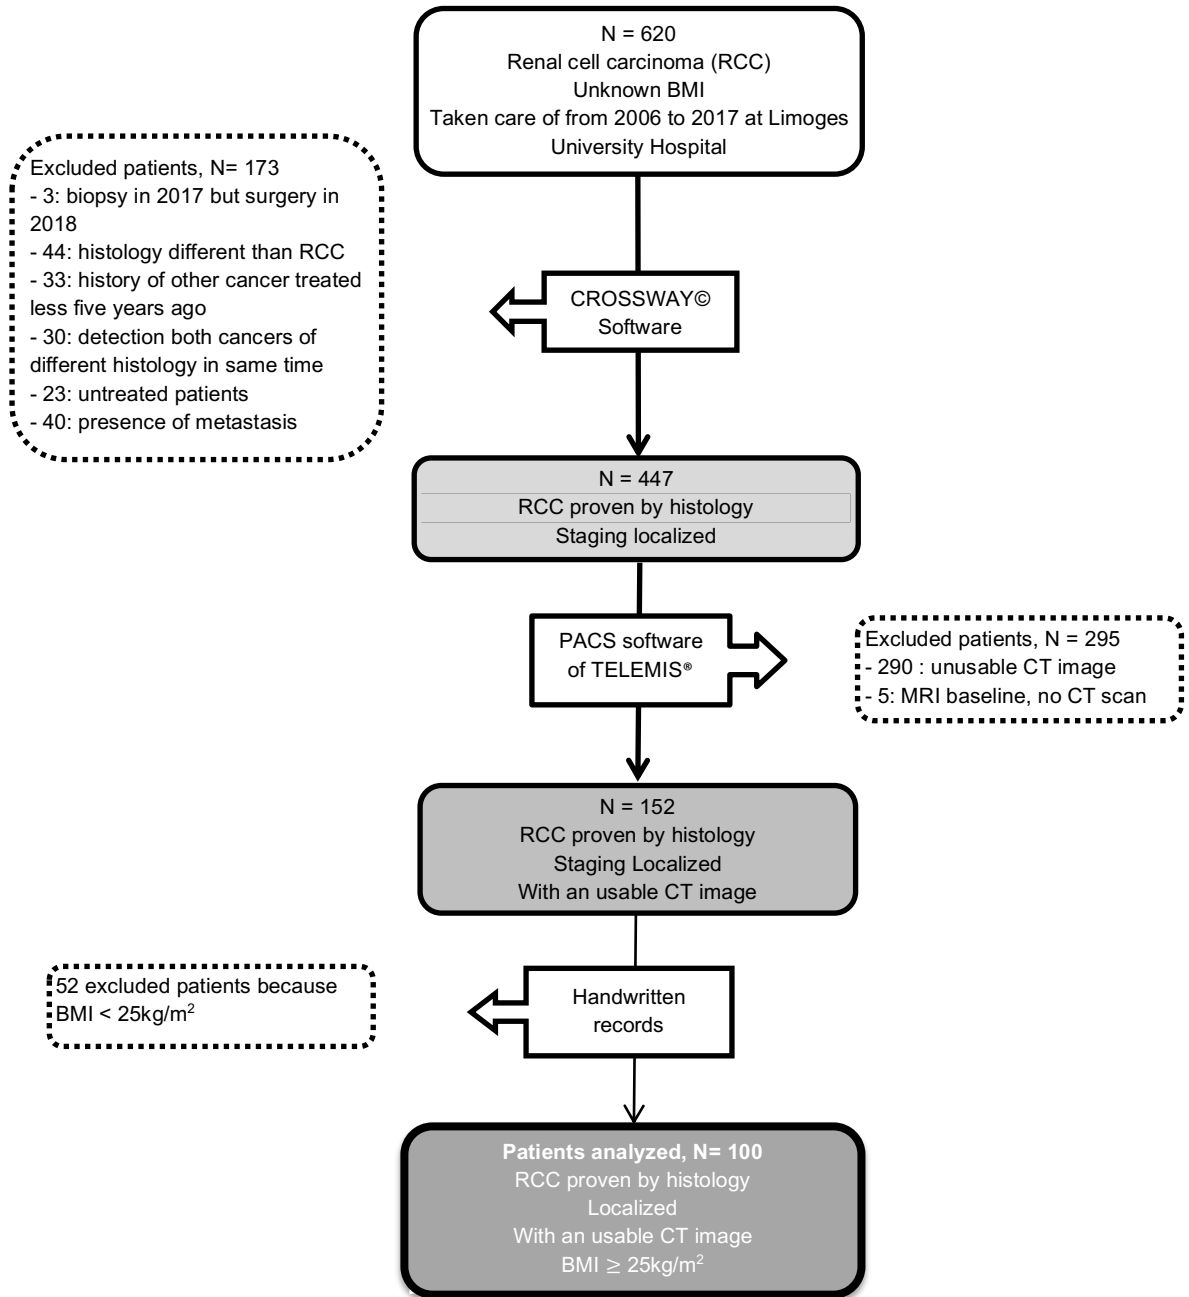 N = 620
Renal cell carcinoma (RCC)
Unknown BMI
Taken care of from 2006 to 2017 at Limoges
University Hospital
Excluded patients, N= 173
- 3: biopsy in 2017 but surgery in
2018
- 44: histology different than RCC
- 33: history of other cancer treated
less five years ago
- 30: detection both cancers of
different histology in same time
- 23: untreated patients
- 40: presence of metastasis
CROSSWAY©
Software
N = 447
RCC proven by histology
Staging localized
PACS software
of TELEMIS®
Excluded patients, N = 295
- 290 : unusable CT image
- 5: MRI baseline, no CT scan
N = 152
RCC proven by histology
Staging Localized
With an usable CT image
52 excluded patients because
BMI < 25kg/m²
Handwritten
records
Patients analyzed, N= 100
RCC proven by histology
Localized
With an usable CT image
BMI ≥ 25kg/m²